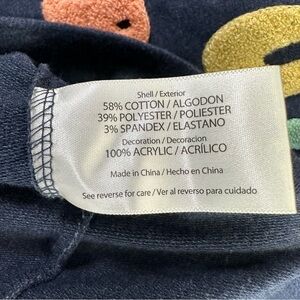 Shell / Exterior
58% COTTON / ALGODON
39% POLYESTER / POLIESTER
3% SPANDEX / ELASTANO
Decoration / Decoracion
100% ACRYLIC / ACRÍLICO
Made in China / Hecho en China
See reverse for care / Ver al reverso para cuidado